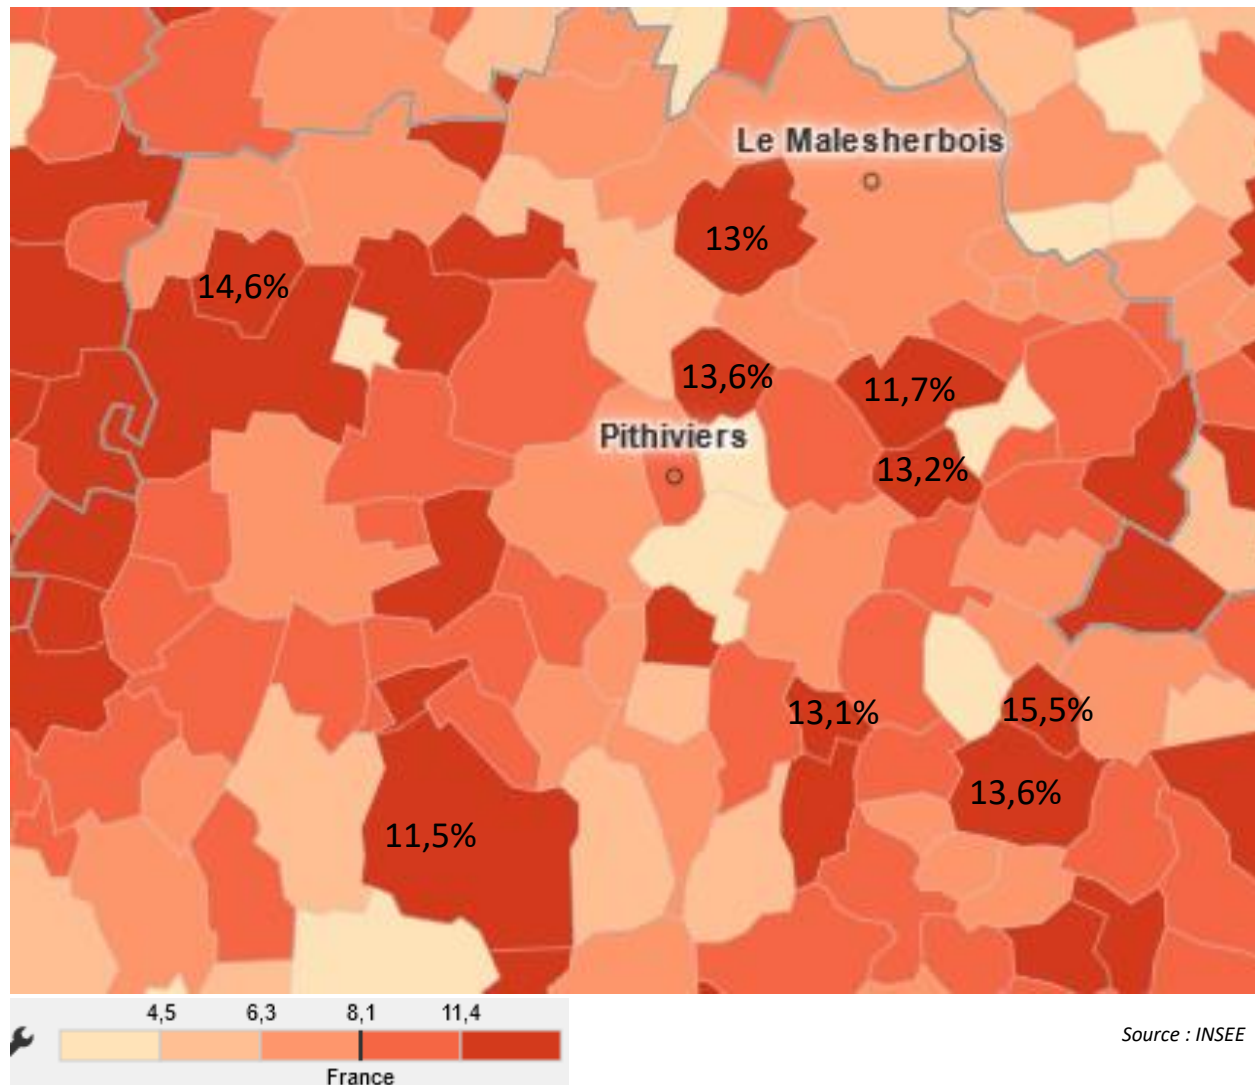 Le Malesherbois
13%
14,6%
13,6%
11,7%
Pithiviers
13,2%
13,1%
15,5%
13,6%
11,5%
4,5 6,3 8,1 11,4
France
Source : INSEE